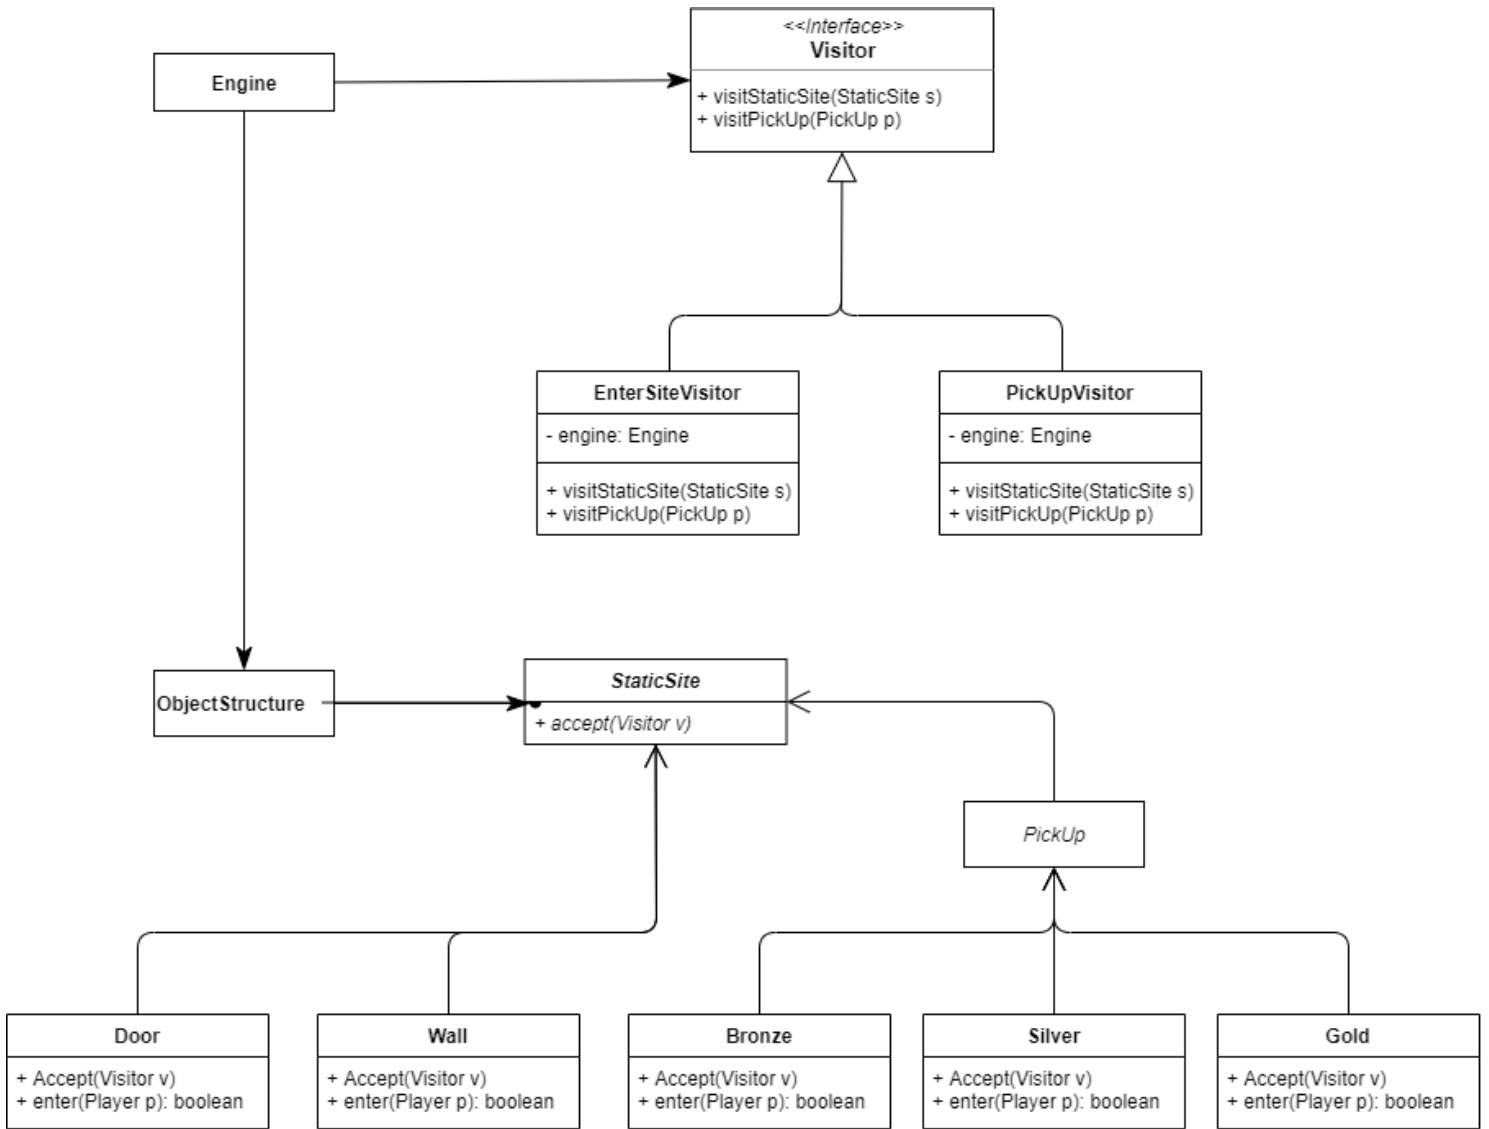 <<Interface>>
Visitor
+ visitStaticSite(StaticSite s)
+ visitPickUp(PickUp p)
Engine
EnterSiteVisitor
- engine: Engine
+ visitStaticSite(StaticSite s)
+ visitPickUp(PickUp p)
PickUpVisitor
- engine: Engine
+ visitStaticSite(StaticSite s)
+ visitPickUp(PickUp p)
ObjectStructure
StaticSite
+ accept(Visitor v)
PickUp
Door
+ Accept(Visitor v)
+ enter(Player p): boolean
Wall
+ Accept(Visitor v)
+ enter(Player p): boolean
Bronze
+ Accept(Visitor v)
+ enter(Player p): boolean
Silver
+ Accept(Visitor v)
+ enter(Player p): boolean
Gold
+ Accept(Visitor v)
+ enter(Player p): boolean